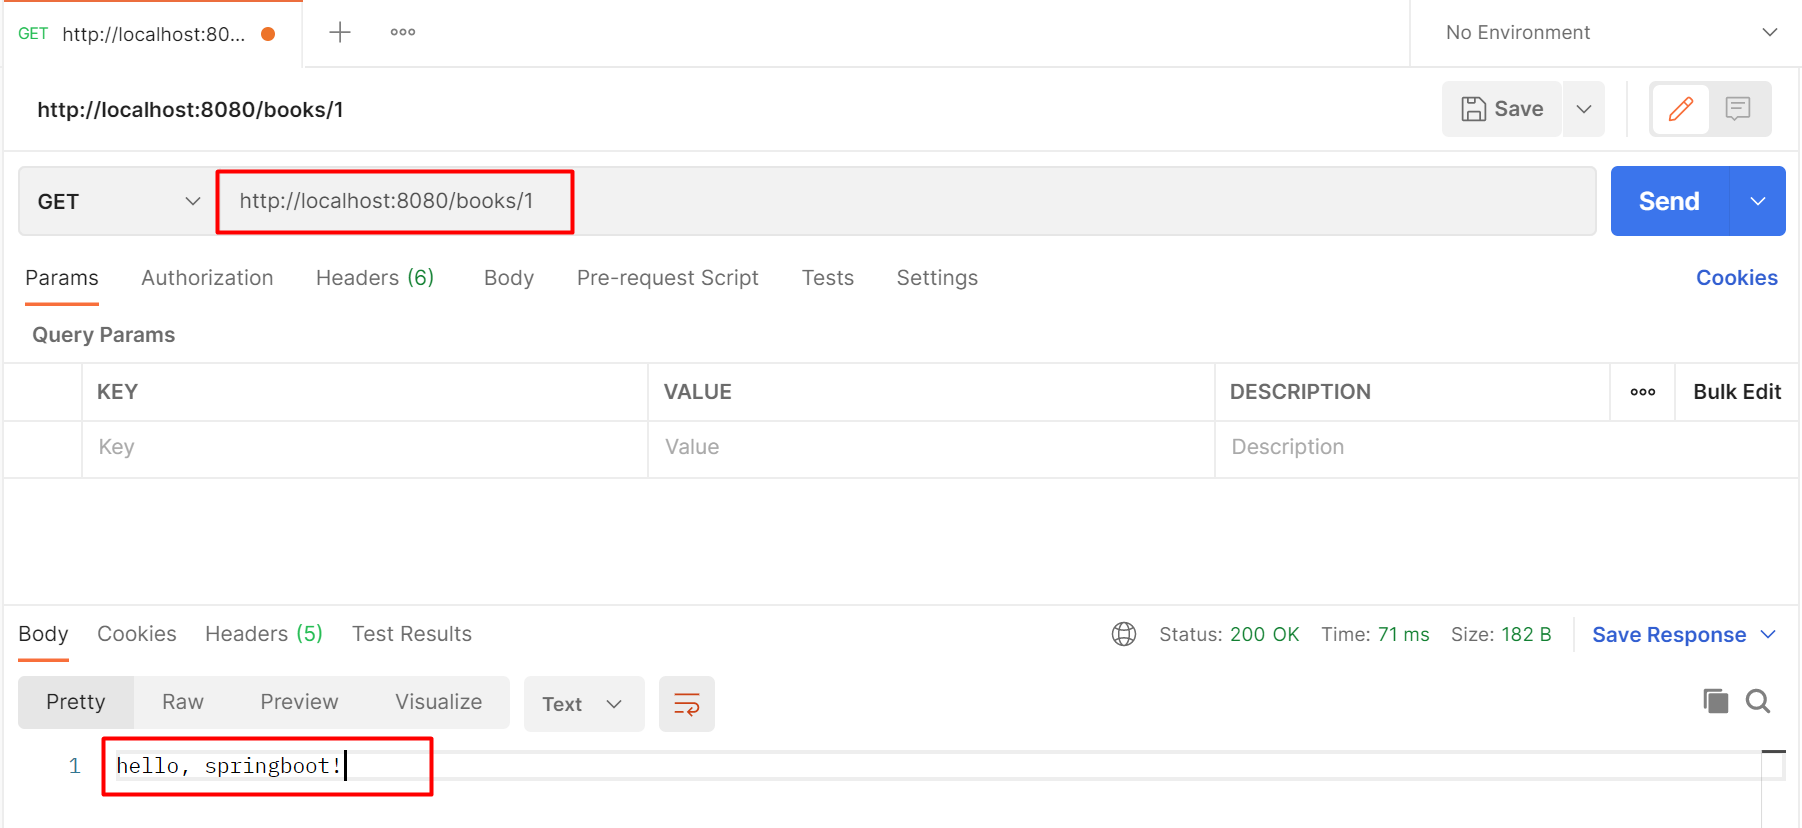 GET http://localhost:80... No Environment
http://localhost:8080/books/1 Save
GET http://localhost:8080/books/1 Send
Params Authorization Headers (6) Body Pre-request Script Tests Settings Cookies
Query Params
KEY VALUE DESCRIPTION Bulk Edit
Key Value Description
Body Cookies Headers (5) Test Results Status: 200 OK Time: 71 ms Size: 182 B Save Response
Pretty Raw Preview Visualize Text
1 hello, springboot!